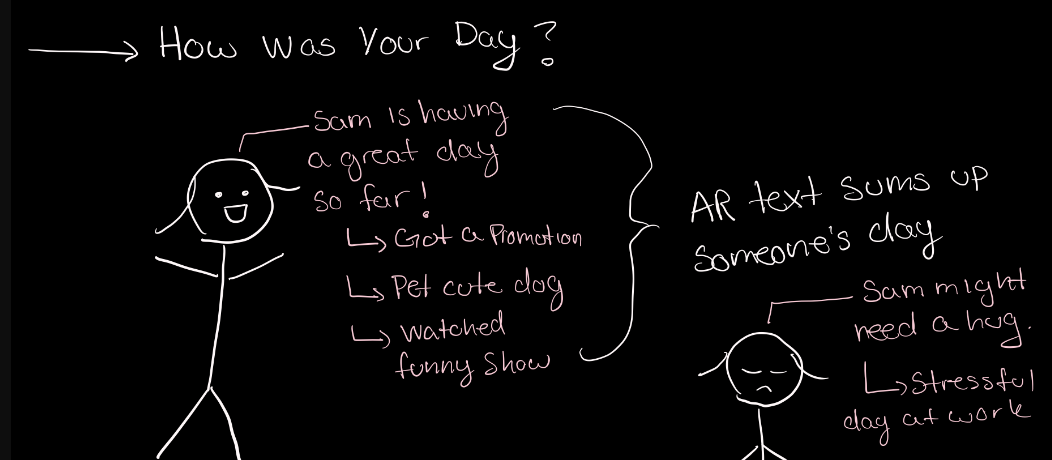 How Was Your Day?
Sam is having
a great day
so far!
Got a Promotion
Pet cute dog
watched
funny show
AR text sums up
someone's day
Sam might
need a hug.
Stressful
day at work